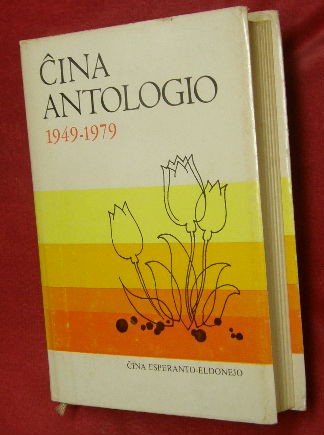 ĈINA
ANTOLOGIO
1949-1979
ĈINA ESPERANTO-ELDONEJO